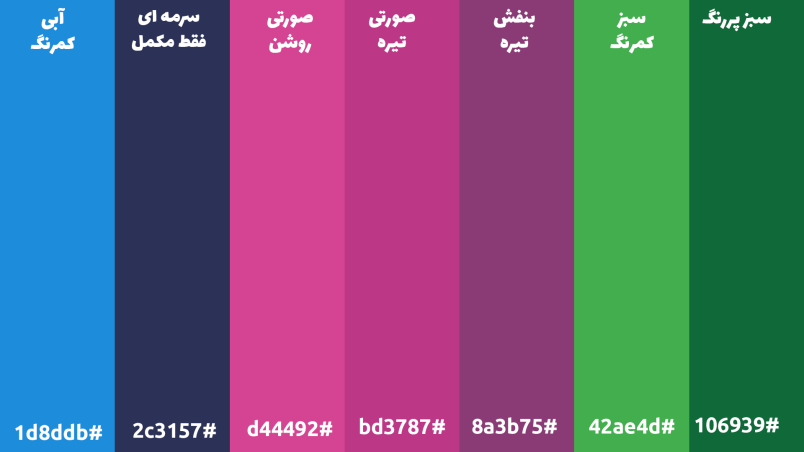 سبز پررنگ
سبز
کمرنگ
بنفش
تیره
صورتی
تیره
صورتی
روشن
سرمه ای
فقط مکمل
آبی
کمرنگ
106939#
42ae4d#
8a3b75#
bd3787#
d44492#
2c3157#
1d8ddb#